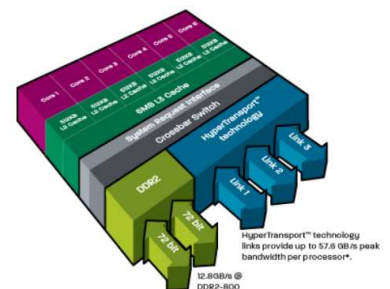 Core 1
Core 2
Core 3
Core 4
Core 5
Core 6
512KB
L2 Cache
512KB
L2 Cache
512KB
L2 Cache
512KB
L2 Cache
512KB
L2 Cache
512KB
L2 Cache
6MB L3 Cache
System Request Interface
Crossbar Switch
DDR2
HyperTransport™
technology
Link 1
Link 2
Link 3
72 bit
72 bit
HyperTransport™ technology
links provide up to 57.6 GB/s peak
bandwidth per processor*.
12.8GB/s @
DDR2-800